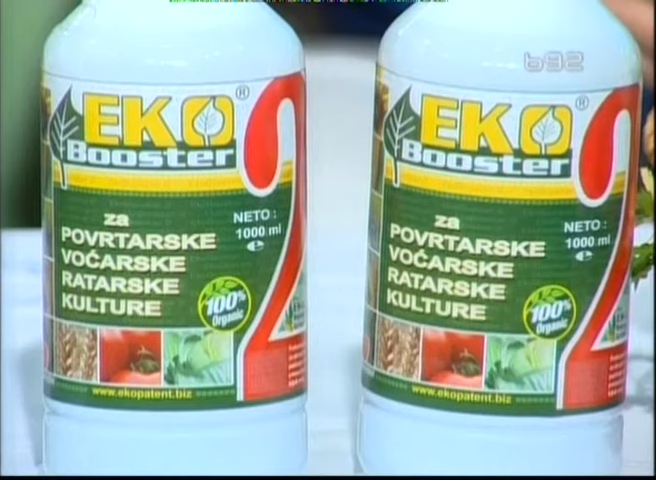 B92
EKO®
Booster
2
za
POVRTARSKE
VOĆARSKE
RATARSKE
KULTURE
NETO :
1000 ml
e
100%
Organic
www.ekopatent.biz
EKO®
Booster
2
za
POVRTARSKE
VOĆARSKE
RATARSKE
KULTURE
NETO :
1000 ml
e
100%
Organic
www.ekopatent.biz